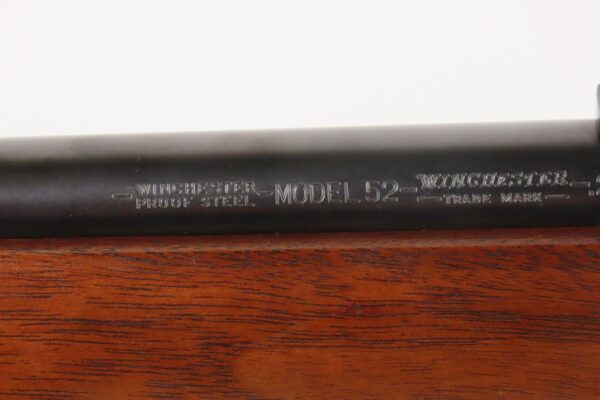 -WINCHESTER PROOF STEEL-MODEL 52-WINCHESTER-
-TRADE MARK-